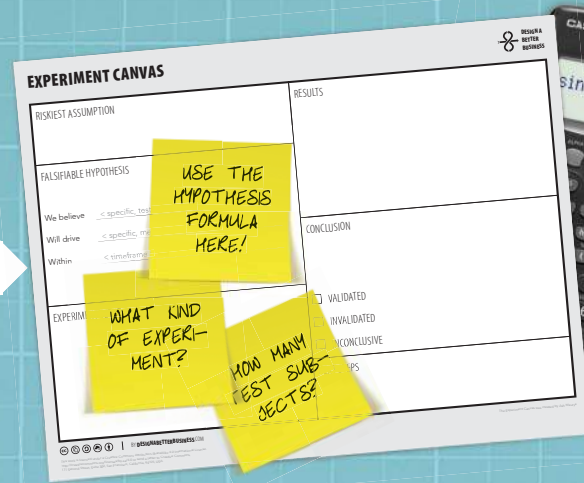 DESIGN A
BETTER
BUSINESS
EXPERIMENT CANVAS
RISKIEST ASSUMPTION
RESULTS
FALSIFIABLE HYPOTHESIS
We believe < specific,
Will drive < specific,
Within < timeframe
USE THE
HYPOTHESIS
FORMULA
HERE!
CONCLUSION
VALIDATED
INVALIDATED
INCONCLUSIVE
WHAT KIND
OF EXPERI-
MENT?
HOW MANY
TEST SUB-
JECTS?
BY DESIGNABETTERBUSINESS.COM
sin